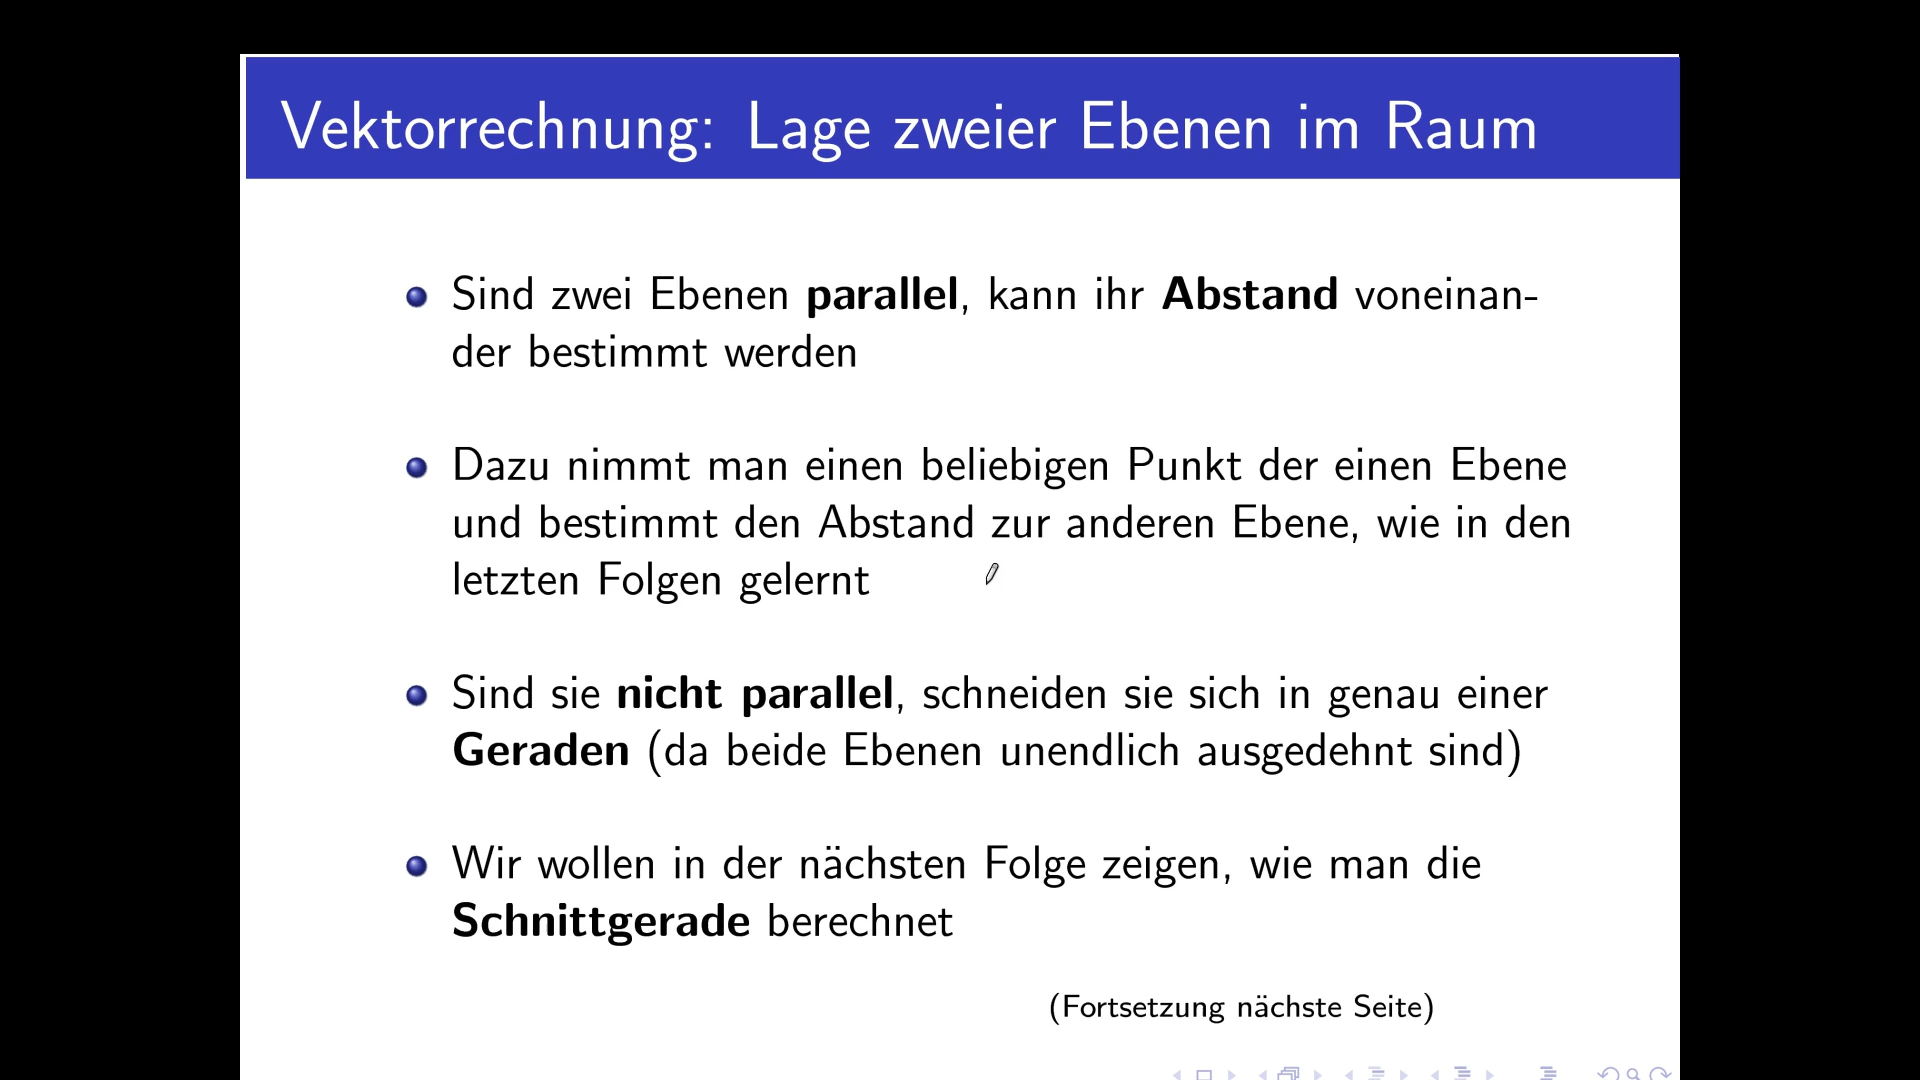 Vektorrechnung: Lage zweier Ebenen im Raum
Sind zwei Ebenen parallel, kann ihr Abstand voneinan-
der bestimmt werden
Dazu nimmt man einen beliebigen Punkt der einen Ebene
und bestimmt den Abstand zur anderen Ebene, wie in den
letzten Folgen gelernt
Sind sie nicht parallel, schneiden sie sich in genau einer
Geraden (da beide Ebenen unendlich ausgedehnt sind)
Wir wollen in der nächsten Folge zeigen, wie man die
Schnittgerade berechnet
(Fortsetzung nächste Seite)